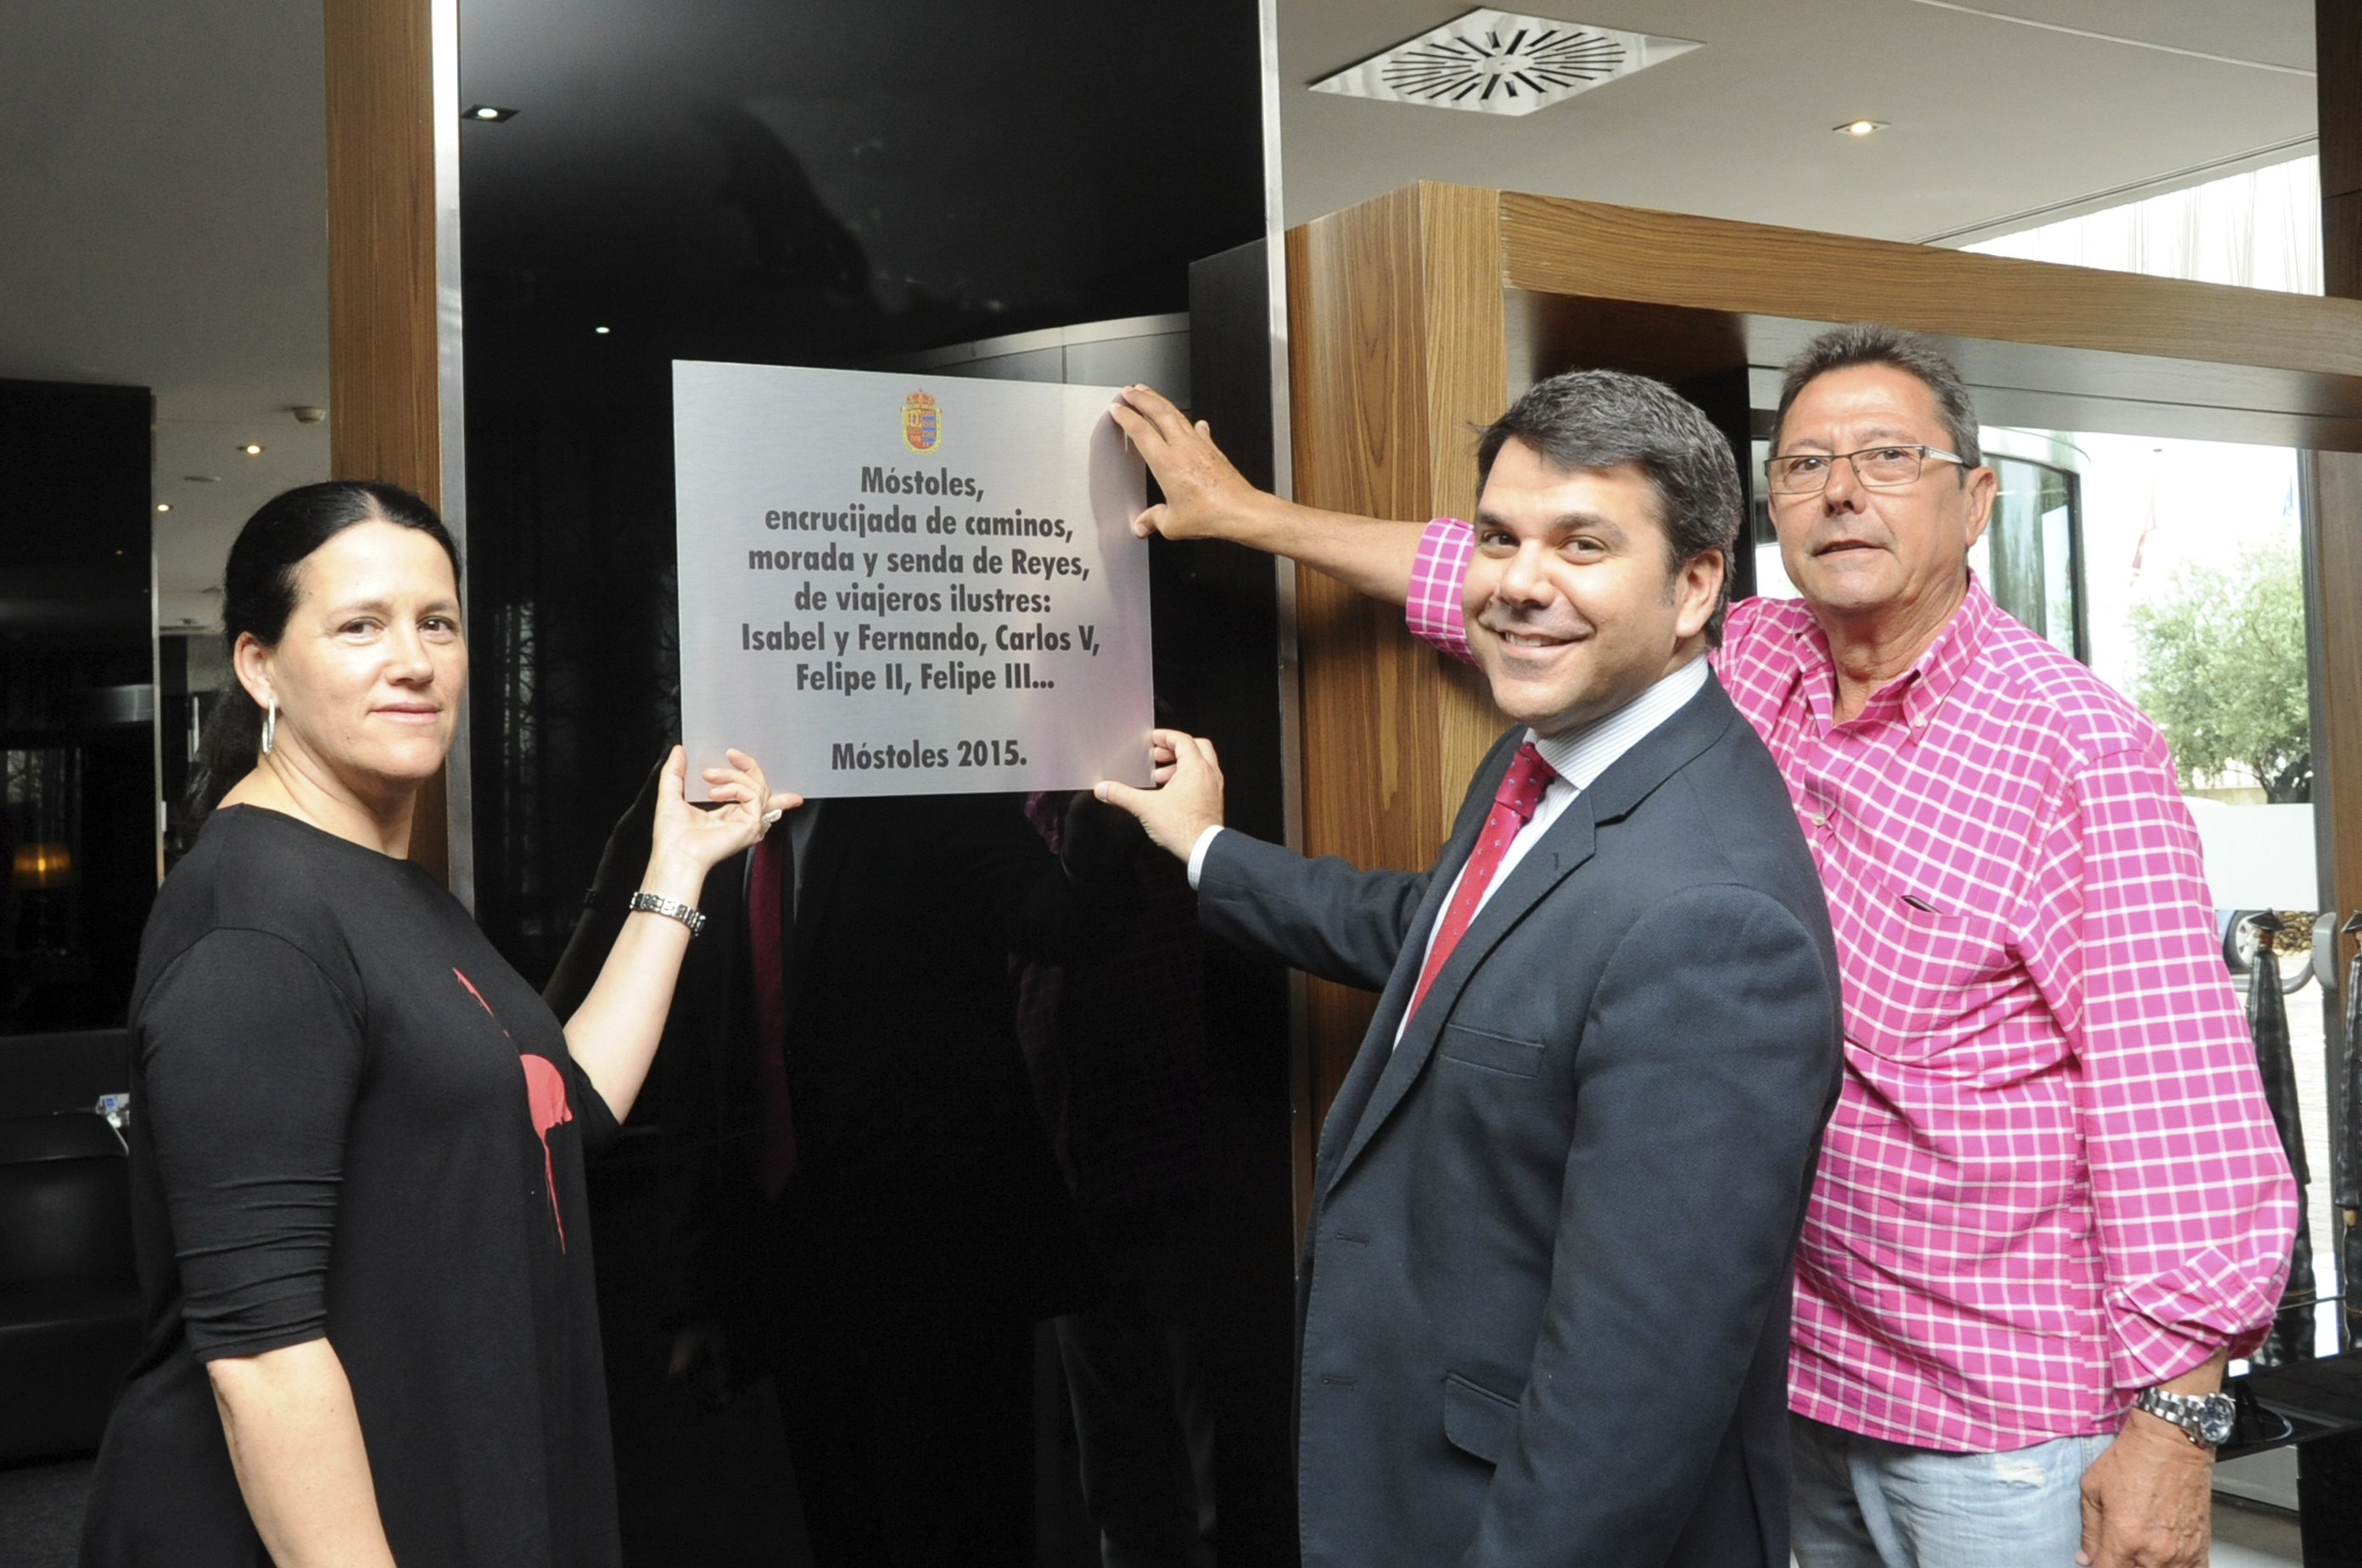 Móstoles,
encrucijada de caminos,
morada y senda de Reyes,
de viajeros ilustres:
Isabel y Fernando, Carlos V,
Felipe II, Felipe III...
Móstoles 2015.